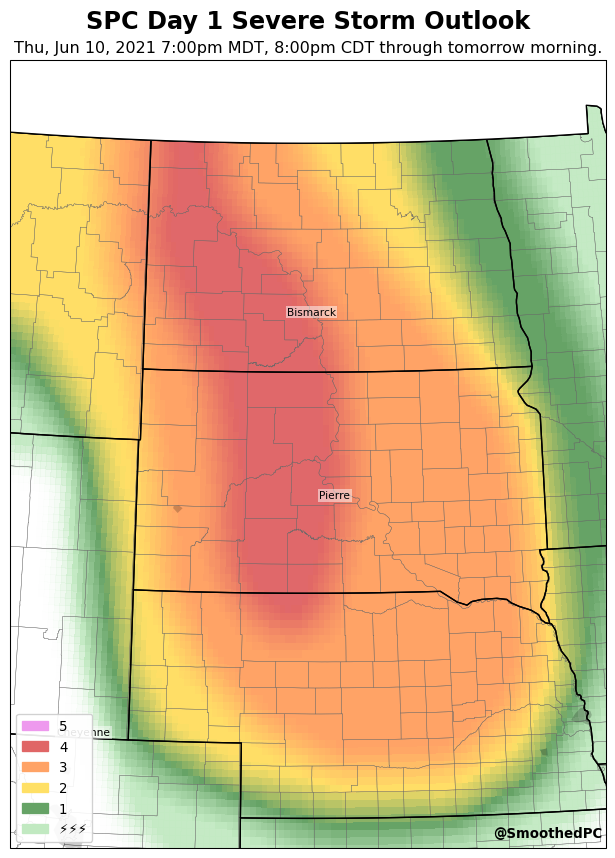 SPC Day 1 Severe Storm Outlook
Thu, Jun 10, 2021 7:00pm MDT, 8:00pm CDT through tomorrow morning.
Bismarck
Pierre
5
4
3
2
1
⚡⚡⚡
@SmoothedPC